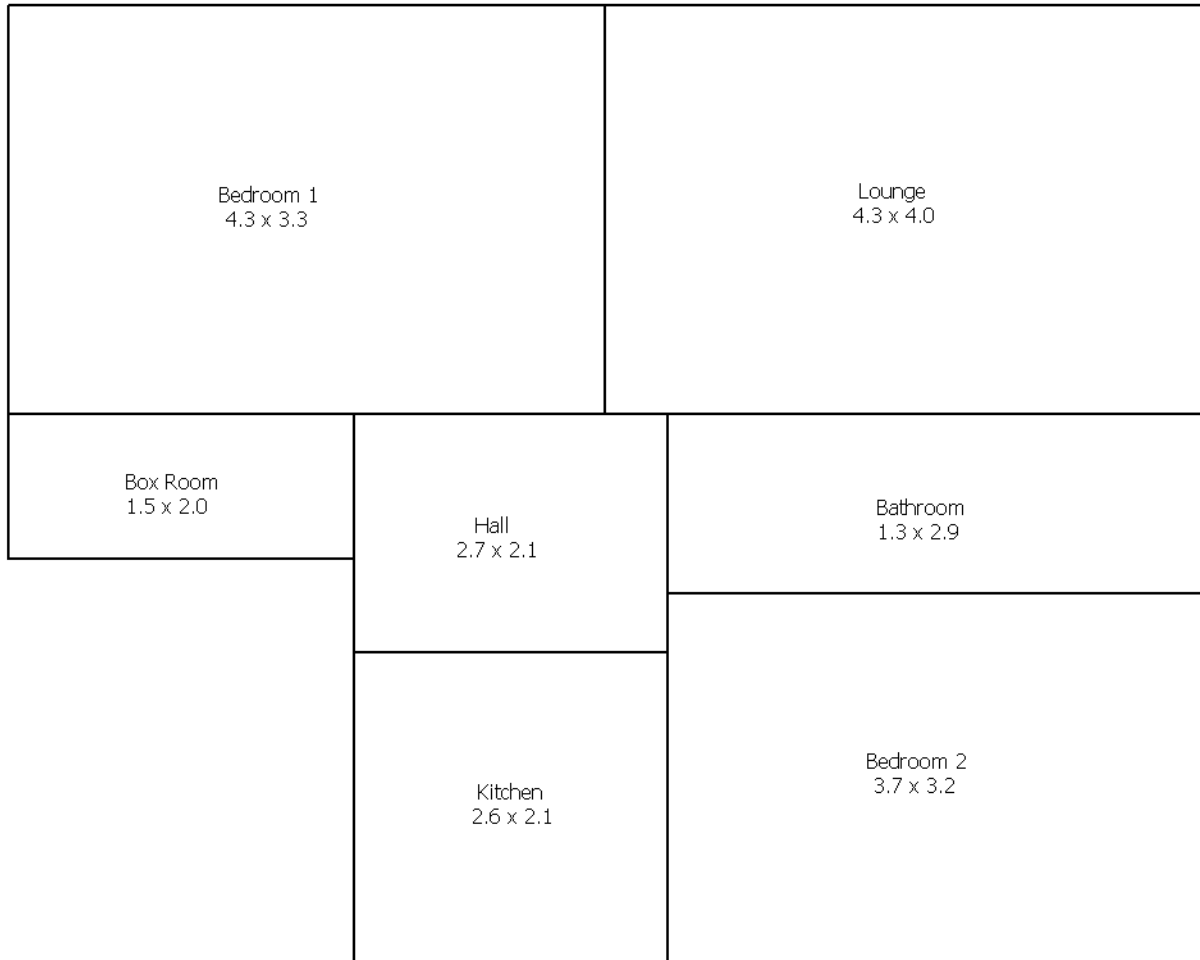 Bedroom 1
4.3 x 3.3
Lounge
4.3 x 4.0
Box Room
1.5 x 2.0
Hall
2.7 x 2.1
Bathroom
1.3 x 2.9
Kitchen
2.6 x 2.1
Bedroom 2
3.7 x 3.2